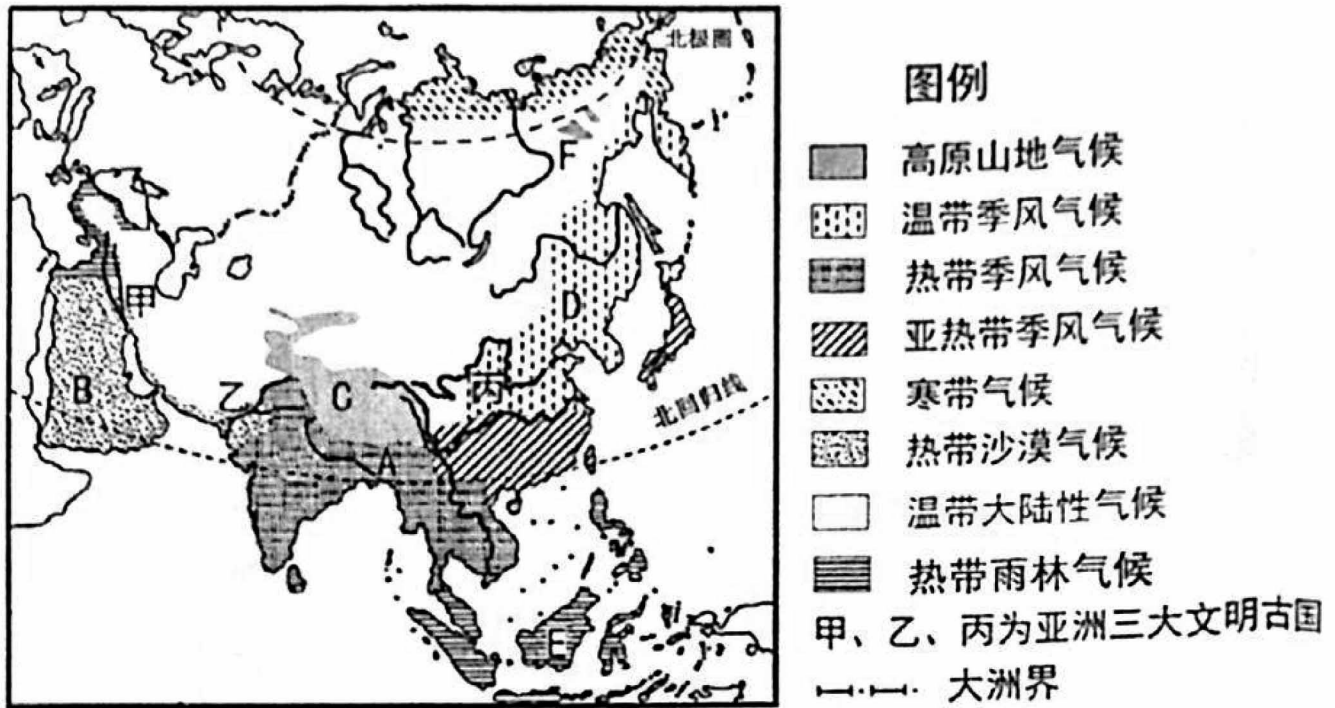 北极圈
F
甲
D
B
乙
C
丙
北回归线
A
E
图例
高原山地气候
温带季风气候
热带季风气候
亚热带季风气候
寒带气候
热带沙漠气候
温带大陆性气候
热带雨林气候
甲、乙、丙为亚洲三大文明古国
大洲界